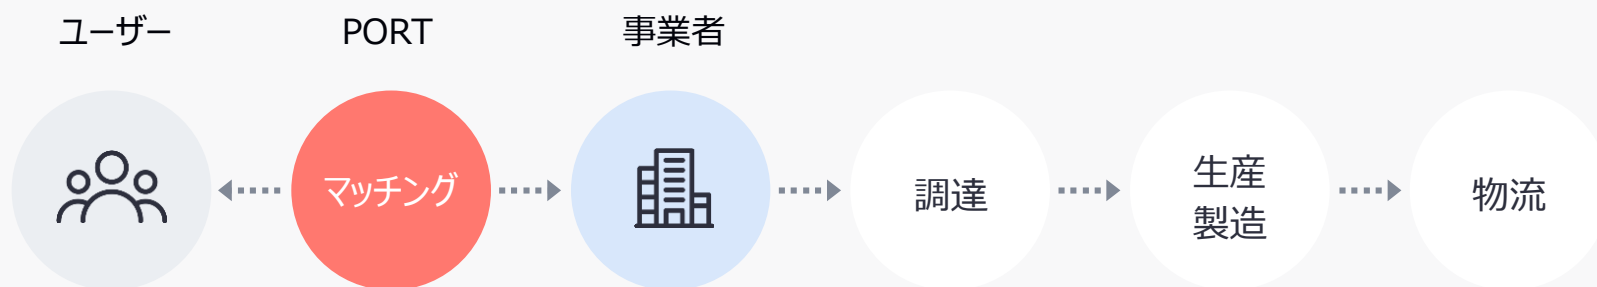 ユーザー
PORT
事業者
マッチング
調達
生産
製造
物流